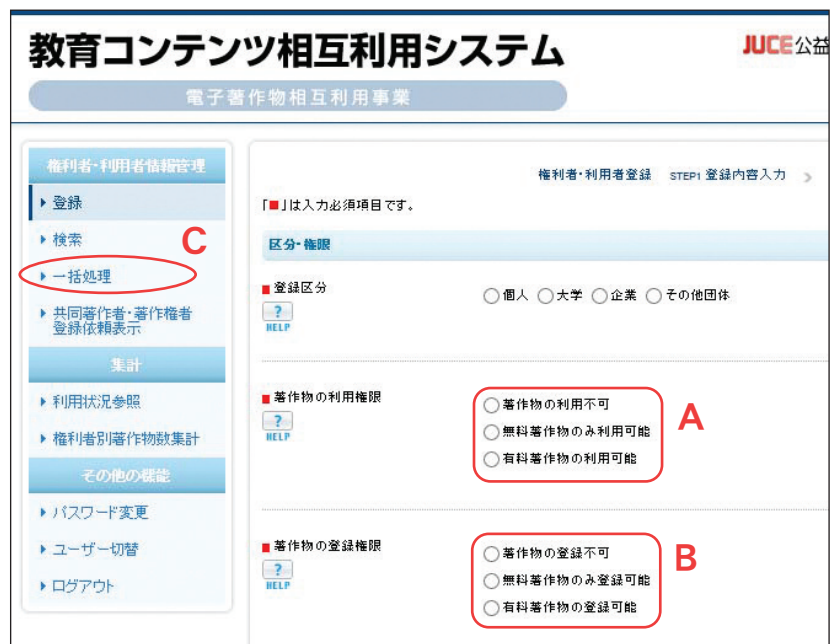 教育コンテンツ相互利用システム
JUCE公益
電子著作物相互利用事業
権利者・利用者情報管理
登録
検索
C
一括処理
共同著作者・著作権者
登録依頼表示
集計
利用状況参照
権利者別著作物数集計
その他の機能
パスワード変更
ユーザー切替
ログアウト
権利者・利用者登録 STEP1 登録内容入力 >
「■」は入力必須項目です。
区分・権限
■登録区分
?
HELP
個人 大学 企業 その他団体
■著作物の利用権限
?
HELP
著作物の利用不可
無料著作物のみ利用可能
有料著作物の利用可能
A
■著作物の登録権限
?
HELP
著作物の登録不可
無料著作物のみ登録可能
有料著作物の登録可能
B